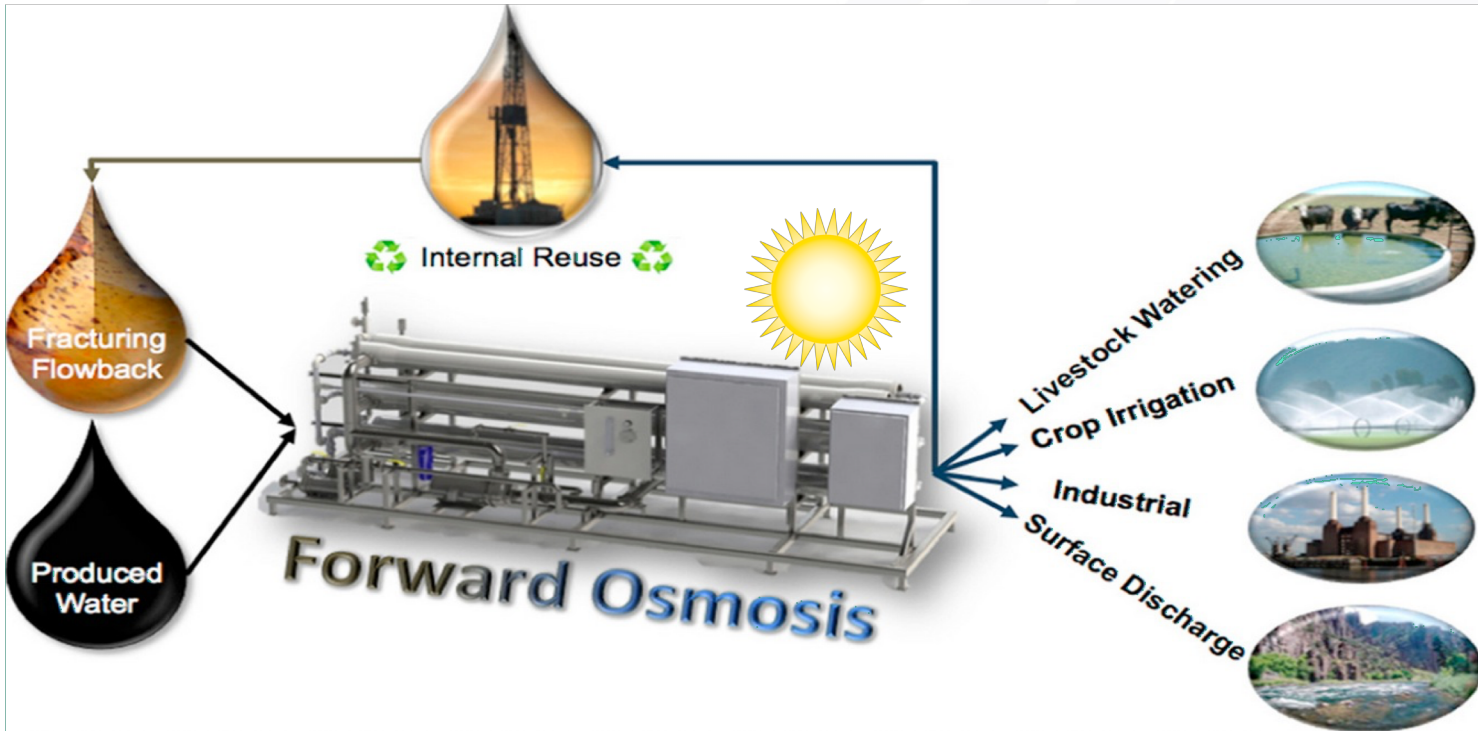 Internal Reuse
Fracturing
Flowback
Produced
Water
Forward Osmosis
Livestock Watering
Crop Irrigation
Industrial
Surface Discharge